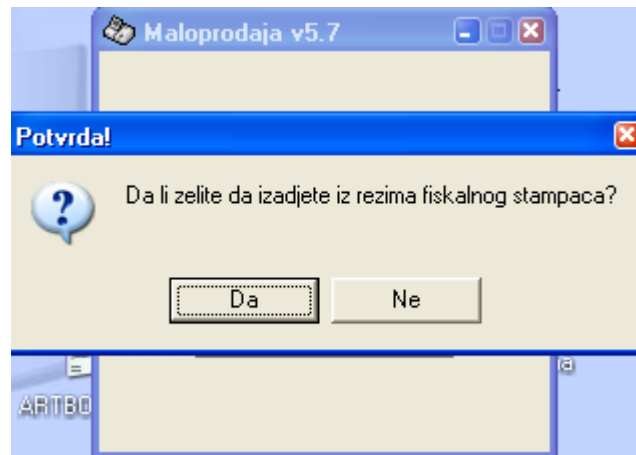 Maloprodaja v5.7
Potvrda!
Da li zelite da izadjete iz rezima fiskalnog stampaca?
Da
Ne
ARTBO